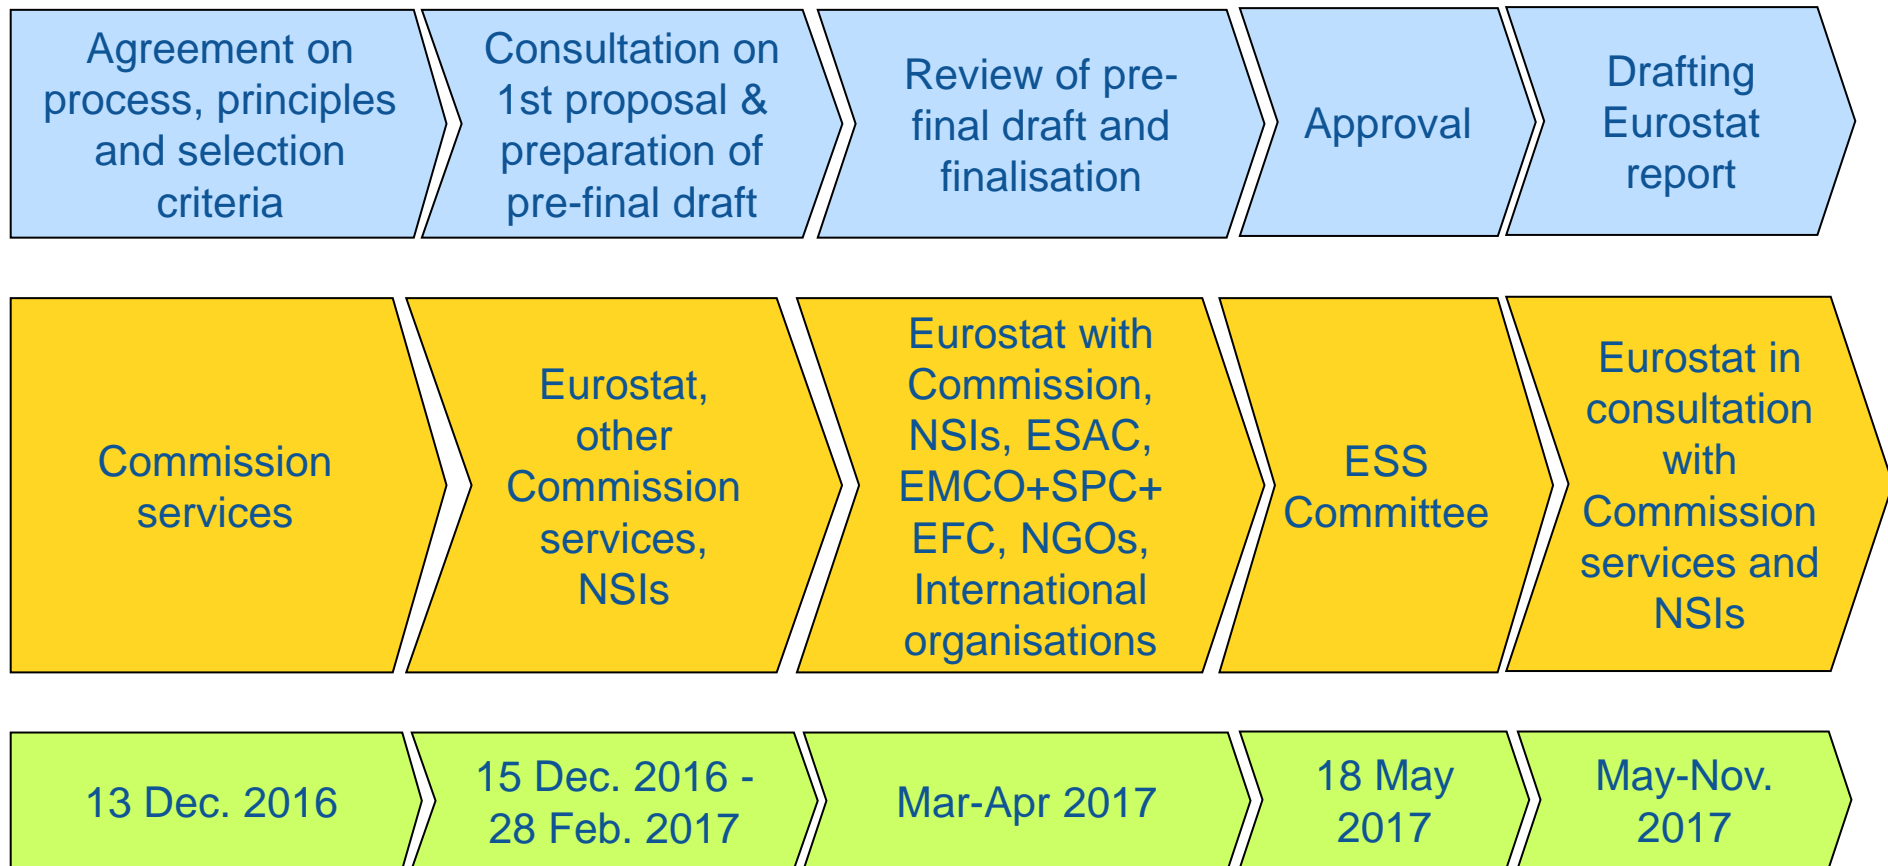 Agreement on
process, principles
and selection
criteria
Consultation on
1st proposal &
preparation of
pre-final draft
Review of pre-
final draft and
finalisation
Approval
Drafting
Eurostat
report
Commission
services
Eurostat,
other
Commission
services,
NSIs
Eurostat with
Commission,
NSIs, ESAC,
EMCO+SPC+
EFC, NGOs,
International
organisations
ESS
Committee
Eurostat in
consultation
with
Commission
services and
NSIs
13 Dec. 2016
15 Dec. 2016 -
28 Feb. 2017
Mar-Apr 2017
18 May
2017
May-Nov.
2017